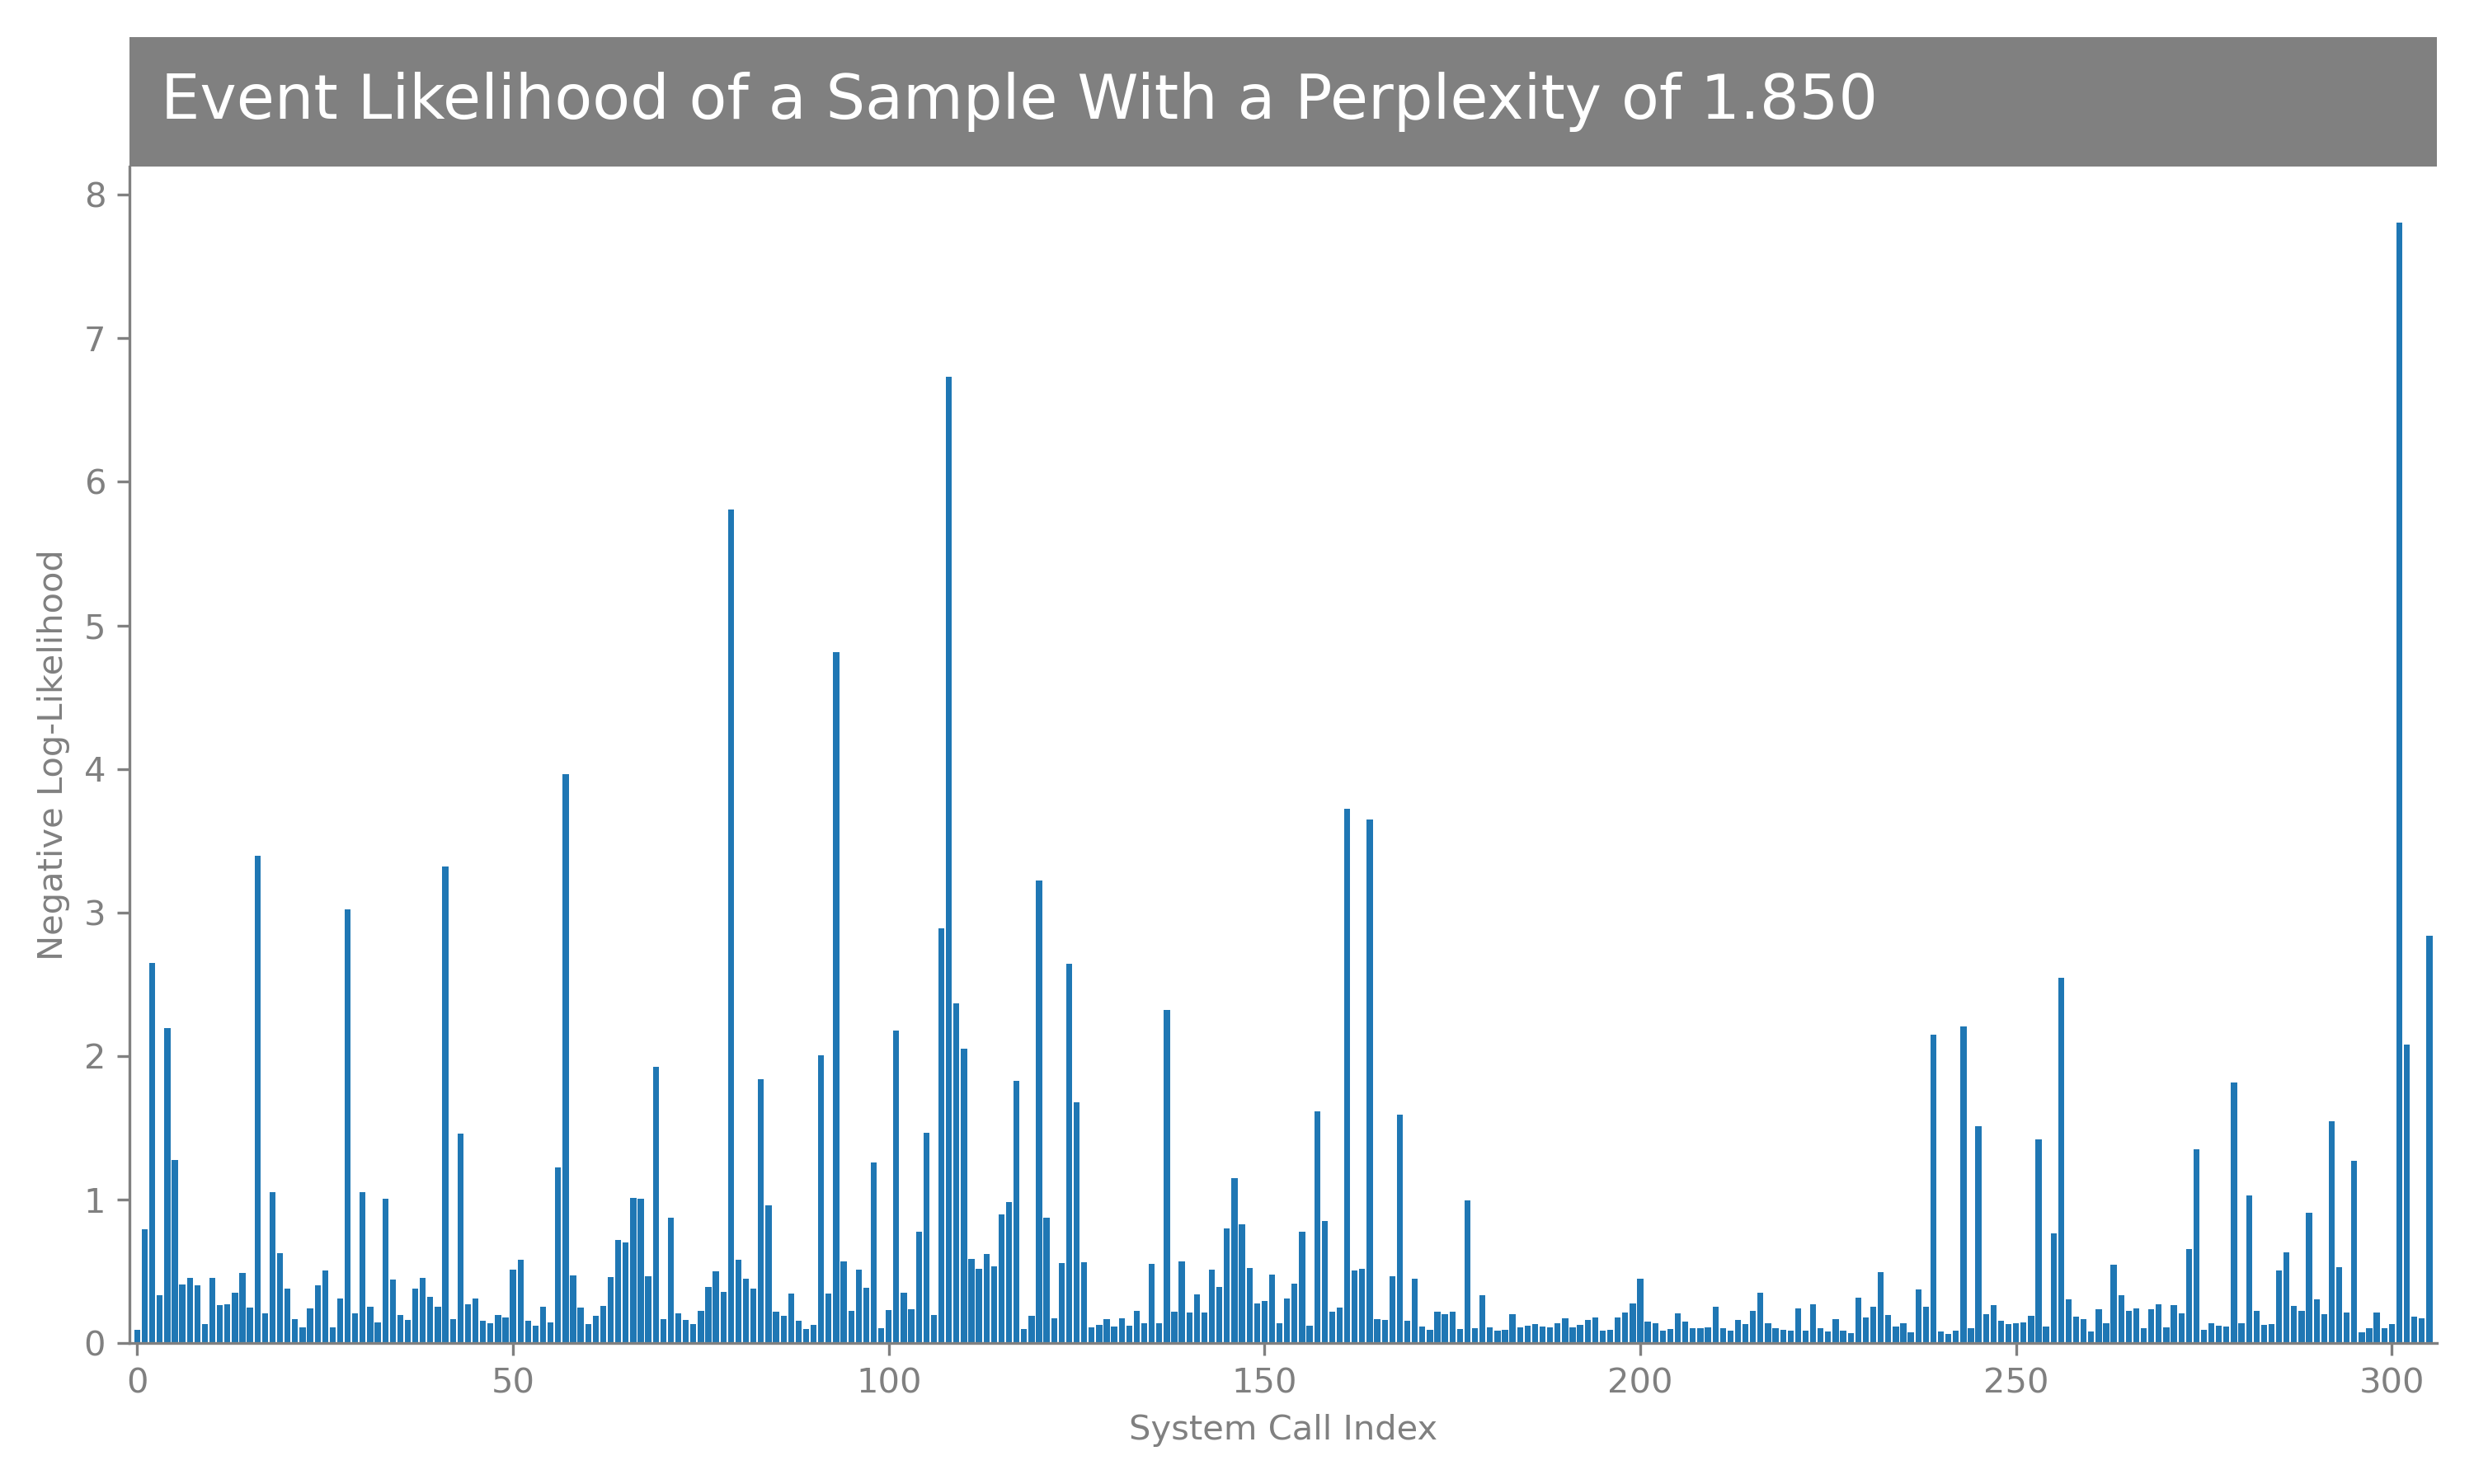 Event Likelihood of a Sample With a Perplexity of 1.850
8
7
6
5
4
3
2
1
0
Negative Log-Likelihood
0 50 100 150 200 250 300
System Call Index